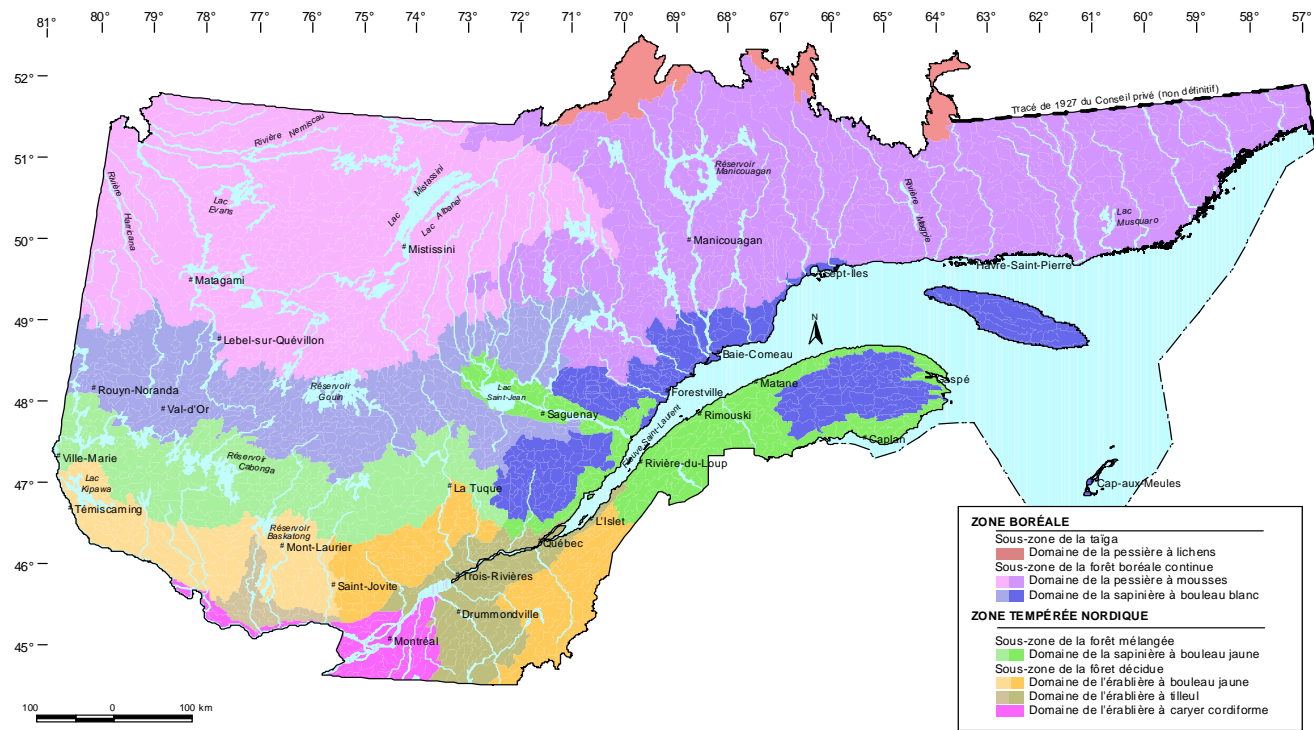 81° 80° 79° 78° 77° 76° 75° 74° 73° 72° 71° 70° 69° 68° 67° 66° 65° 64° 63° 62° 61° 60° 59° 58° 57°
52°
51°
50°
49°
48°
47°
46°
45°
Tracé de 1927 du Conseil privé (non définitif)
Rivière Nemiscau
Rivière Harricana
Lac
Evans
Lac Mistassini
Lac Albanel
Réservoir
Manicouagan
Rivière Magpie
Lac
Musquaro
# Mistissini
# Manicouagan
# Matagami
# Sept-Iles
# Havre-Saint-Pierre
N
# Lebel-sur-Quévillon
# Baie-Comeau
# Rouyn-Noranda
Réservoir
Gouin
Lac
Saint-Jean
# Forestville
# Matane
# Gaspé
# Val-d'Or
# Saguenay
# Rimouski
Fleuve Saint-Laurent
# Caplan
# Ville-Marie
Réservoir
Cabonga
# Rivière-du-Loup
Lac
Kipawa
# La Tuque
# Cap-aux-Meules
# Témiscaming
Réservoir
Baskatong
# L'Islet
# Mont-Laurier
# Québec
# Saint-Jovite
# Trois-Rivières
# Drummondville
# Montréal
100 0 100 km
ZONE BORÉALE
Sous-zone de la taïga
Domaine de la pessière à lichens
Sous-zone de la forêt boréale continue
Domaine de la pessière à mousses
Domaine de la sapinière à bouleau blanc
ZONE TEMPÉRÉE NORDIQUE
Sous-zone de la forêt mélangée
Domaine de la sapinière à bouleau jaune
Sous-zone de la fôret décidue
Domaine de l'érablière à bouleau jaune
Domaine de l'érablière à tilleul
Domaine de l'érablière à caryer cordiforme